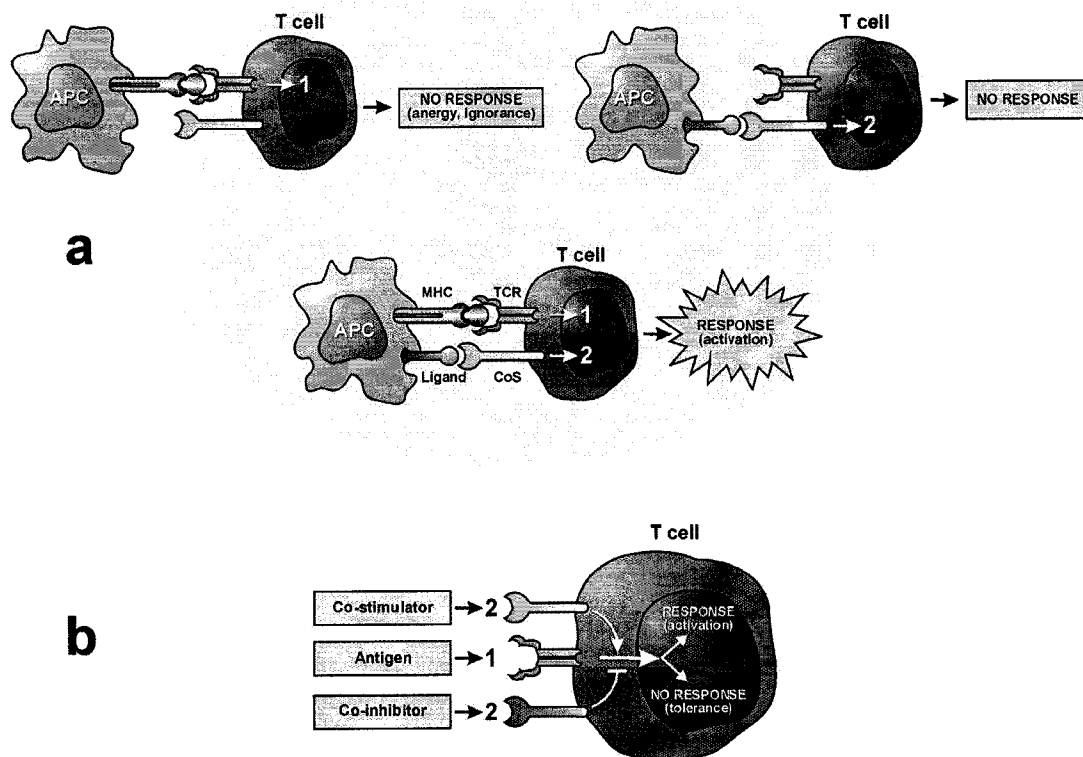 T cell
APC
1
NO RESPONSE
(anergy, ignorance)
T cell
APC
2
NO RESPONSE
a
T cell
MHC
TCR
APC
1
2
Ligand
CoS
RESPONSE
(activation)
b
T cell
Co-stimulator
2
Antigen
1
Co-inhibitor
2
RESPONSE
(activation)
NO RESPONSE
(tolerance)